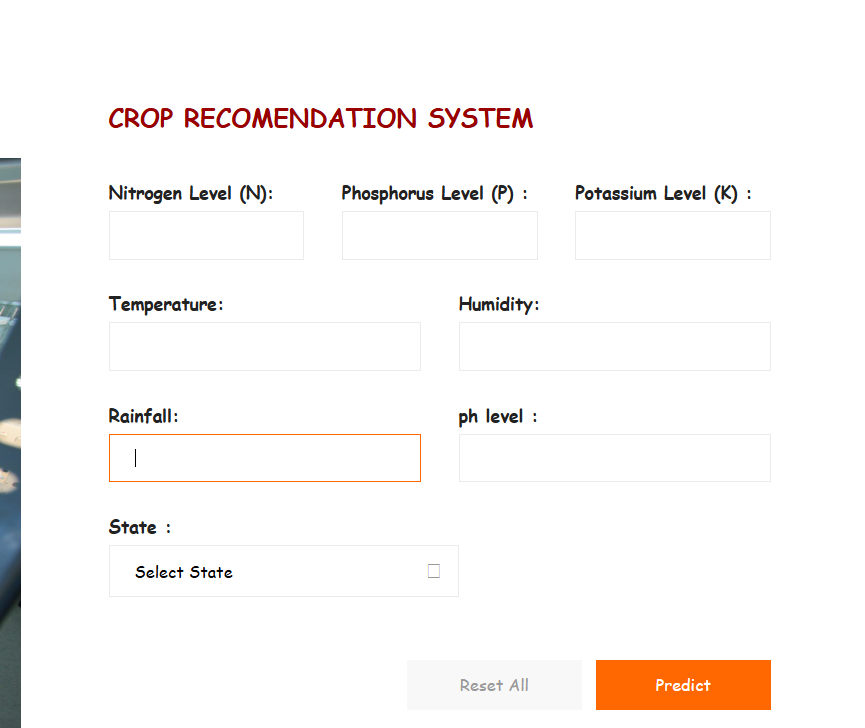 CROP RECOMENDATION SYSTEM
Nitrogen Level (N): Phosphorus Level (P) : Potassium Level (K) :
Temperature: Humidity:
Rainfall: ph level :
State :
Select State
Reset All Predict